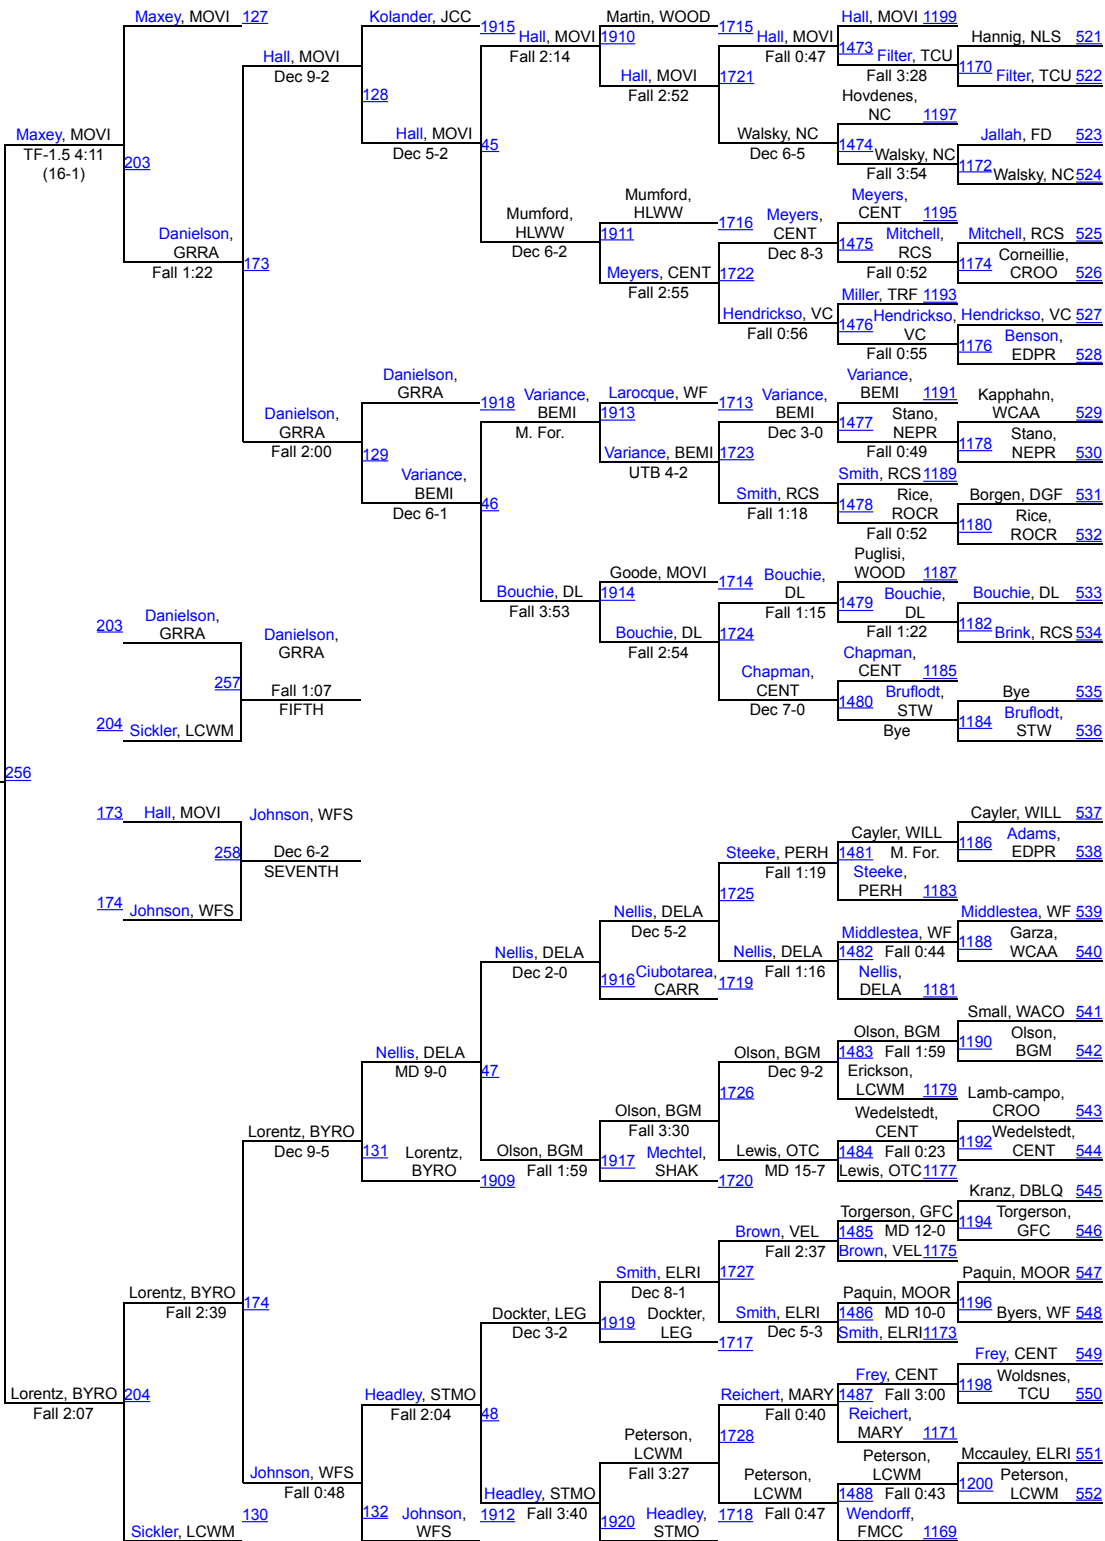 Maxey, MOVI 127
Kolander, JCC
1915
Martin, WOOD
1715
Hall, MOVI 1199
Hall, MOVI
Fall 2:14
1910
Hall, MOVI
Fall 0:47
1473
Filter, TCU
Fall 3:28
Hannig, NLS 521
1170
Filter, TCU 522
Hall, MOVI
Dec 9-2
128
Hall, MOVI
Fall 2:52
1721
Hovdenes,
NC 1197
Maxey, MOVI
TF-1.5 4:11
(16-1)
203
Hall, MOVI
Dec 5-2
45
Walsky, NC
Dec 6-5
1474
Walsky, NC
Fall 3:54
Jallah, FD 523
1172
Walsky, NC 524
Danielson,
GRRA
Fall 1:22
173
Mumford,
HLWW
Dec 6-2
Mumford,
HLWW
1716
1911
Meyers, CENT
Fall 2:55
1722
Meyers,
CENT
Dec 8-3
Meyers,
CENT 1195
1475
Mitchell,
RCS
Fall 0:52
Mitchell, RCS 525
1174
Corneillie,
CROO 526
Hendrickso, VC
Fall 0:56
Miller, TRF 1193
1476
Hendrickso,
VC
Fall 0:55
Hendrickso, VC 527
1176
Benson,
EDPR 528
Danielson,
GRRA
Fall 2:00
129
Danielson,
GRRA
1918
Variance,
BEMI
M. For.
Larocque, WF 1713
1913
Variance, BEMI
UTB 4-2
1723
Variance,
BEMI
Dec 3-0
Variance,
BEMI 1191
1477
Stano,
NEPR
Fall 0:49
Kapphahn,
WCAA 529
1178
Stano,
NEPR 530
Variance,
BEMI
Dec 6-1
46
Smith, RCS
Fall 1:18
Smith, RCS 1189
1478
Rice,
ROCR
Fall 0:52
Borgen, DGF 531
1180
Rice,
ROCR 532
Bouchie, DL
Fall 3:53
Goode, MOVI 1714
1914
Bouchie, DL
Fall 2:54
1724
Bouchie,
DL
Fall 1:15
Puglisi,
WOOD 1187
1479
Bouchie,
DL
Fall 1:22
Bouchie, DL 533
1182
Brink, RCS 534
203
Danielson,
GRRA
Danielson,
GRRA
257
Fall 1:07
FIFTH
204
Sickler, LCWM
Chapman,
CENT
Dec 7-0
Chapman,
CENT 1185
1480
Bruflodt,
STW
Bye
Bye 535
1184
Bruflodt,
STW 536
256
173
Hall, MOVI
Johnson, WFS
258
Dec 6-2
SEVENTH
174
Johnson, WFS
Steeke, PERH
Fall 1:19
1725
Cayler, WILL
1481 M. For.
Steeke,
PERH 1183
Cayler, WILL 537
1186
Adams,
EDPR 538
Nellis, DELA
Dec 5-2
1916
Ciubotarea,
CARR
1719
Nellis, DELA
Fall 1:16
Middlestea, WF
1482 Fall 0:44
Nellis,
DELA 1181
Middlestea, WF 539
1188
Garza,
WCAA 540
Nellis, DELA
Dec 2-0
Nellis, DELA
MD 9-0
47
Olson, BGM
Dec 9-2
1726
Olson, BGM
1483 Fall 1:59
Erickson,
LCWM 1179
Small, WACO 541
1190
Olson,
BGM 542
Lorentz, BYRO
Dec 9-5
131
Lorentz,
BYRO
1909
Olson, BGM
Fall 1:59
Olson, BGM
Fall 3:30
1917
Mechtel,
SHAK
1720
Lewis, OTC
MD 15-7
Wedelstedt,
CENT
1484 Fall 0:23
Lewis, OTC 1177
Lamb-campo,
CROO 543
1192
Wedelstedt,
CENT 544
Lorentz, BYRO
Fall 2:39
174
Brown, VEL
Fall 2:37
1727
Torgerson, GFC
1485 MD 12-0
Brown, VEL 1175
Kranz, DBLQ 545
1194
Torgerson,
GFC 546
Dockter, LEG
Dec 3-2
Smith, ELRI
Dec 8-1
1919
Dockter,
LEG
1717
Smith, ELRI
Dec 5-3
Paquin, MOOR
1486 MD 10-0
Smith, ELRI 1173
Paquin, MOOR 547
1196
Byers, WF 548
Lorentz, BYRO
Fall 2:07
204
Headley, STMO
Fall 2:04
48
Reichert, MARY
Fall 0:40
1728
Frey, CENT
1487 Fall 3:00
Reichert,
MARY 1171
Frey, CENT 549
1198
Woldsnes,
TCU 550
Johnson, WFS
Fall 0:48
130
Sickler, LCWM
132
Johnson,
WFS
1912
Headley, STMO
Fall 3:40
Peterson,
LCWM
Fall 3:27
1920
Headley,
STMO
1718
Peterson,
LCWM
Fall 0:47
Peterson,
LCWM
1488 Fall 0:43
Wendorff,
FMCC 1169
Mccauley, ELRI 551
1200
Peterson,
LCWM 552